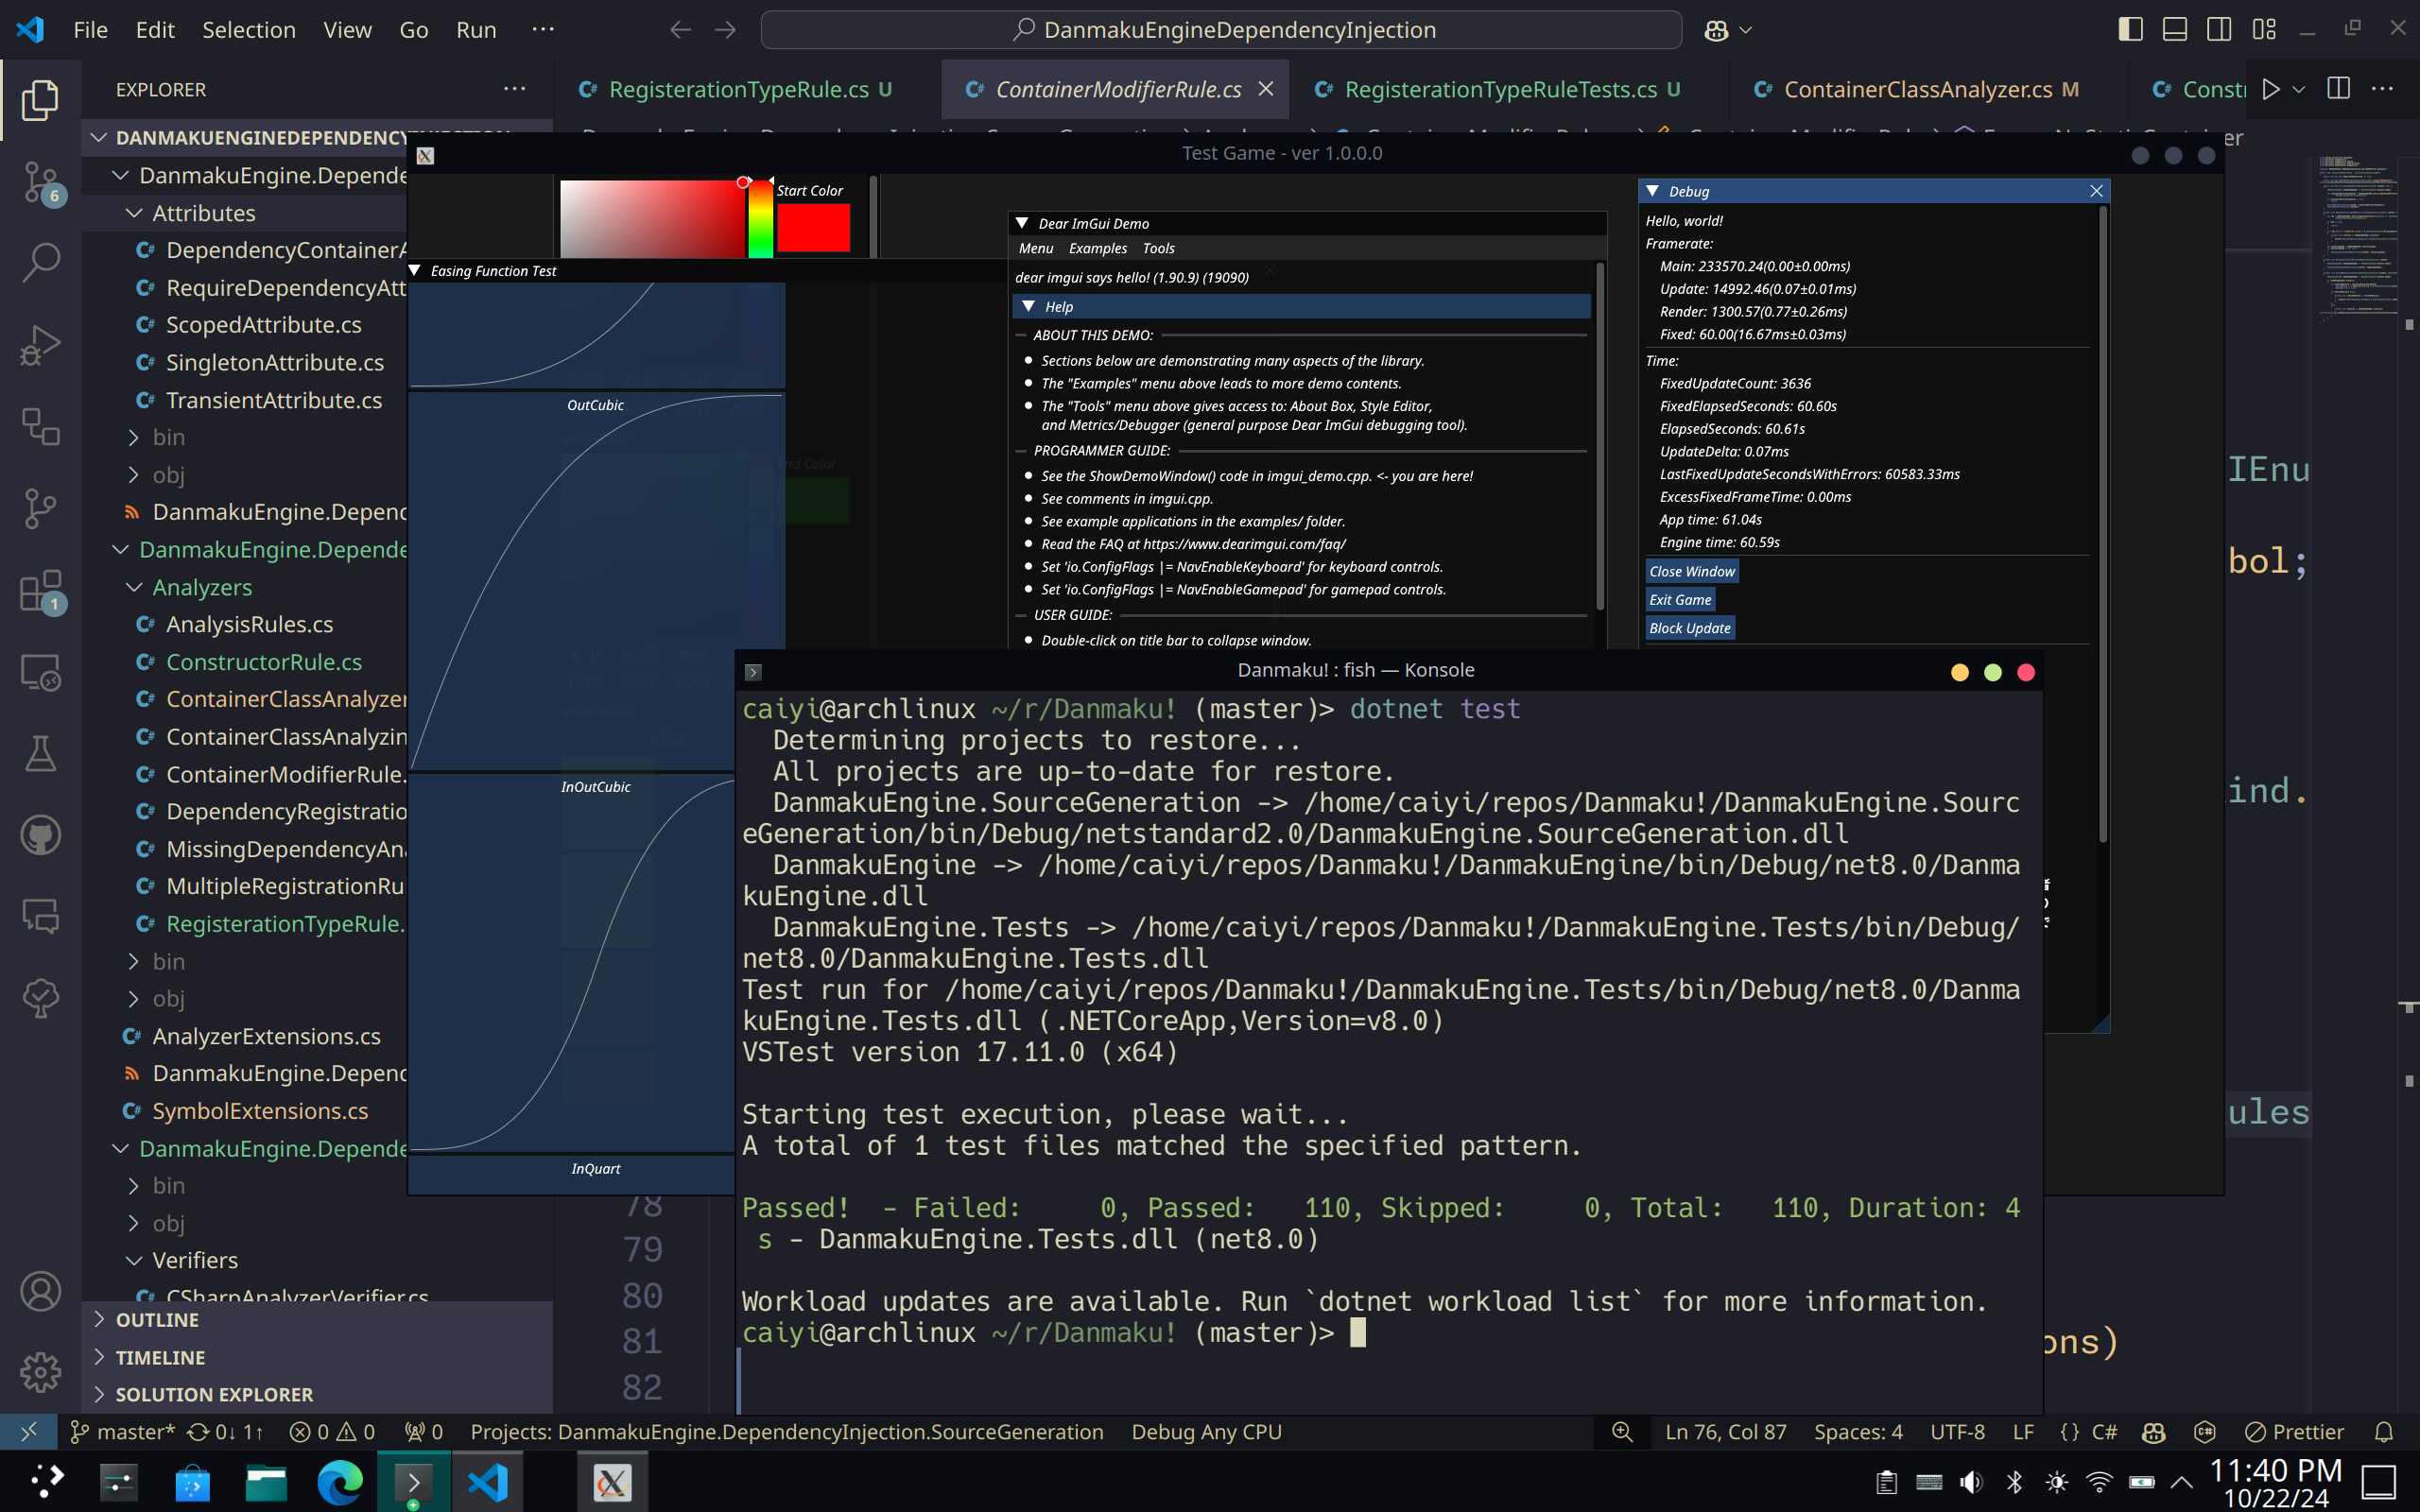 File Edit Selection View Go Run ...
DanmakuEngineDependencyInjection
EXPLORER
RegisterationTypeRule.cs U
ContainerModifierRule.cs
RegisterationTypeRuleTests.cs U
ContainerClassAnalyzer.cs M
Constr
DANMAKUENGINEDEPENDENCYINJECTION
DanmakuEngine.Depende
Attributes
DependencyContainerA
RequireDependencyAtt
ScopedAttribute.cs
SingletonAttribute.cs
TransientAttribute.cs
bin
obj
DanmakuEngine.Depend
DanmakuEngine.Depende
Analyzers
AnalysisRules.cs
ConstructorRule.cs
ContainerClassAnalyzer
ContainerClassAnalyzin
ContainerModifierRule.
DependencyRegistratio
MissingDependencyAna
MultipleRegistrationRu
RegisterationTypeRule.
bin
obj
AnalyzerExtensions.cs
DanmakuEngine.Depend
SymbolExtensions.cs
DanmakuEngine.Depende
bin
obj
Verifiers
CSharpAnalyzerVerifier.cs
OUTLINE
TIMELINE
SOLUTION EXPLORER
6
1
Test Game - ver 1.0.0.0
Start Color
End Color
Easing Function Test
OutCubic
InOutCubic
InQuart
Dear ImGui Demo
Menu Examples Tools
dear imgui says hello! (1.90.9) (19090)
Help
ABOUT THIS DEMO:
Sections below are demonstrating many aspects of the library.
The "Examples" menu above leads to more demo contents.
The "Tools" menu above gives access to: About Box, Style Editor,
and Metrics/Debugger (general purpose Dear ImGui debugging tool).
PROGRAMMER GUIDE:
See the ShowDemoWindow() code in imgui_demo.cpp. <- you are here!
See comments in imgui.cpp.
See example applications in the examples/ folder.
Read the FAQ at https://www.dearimgui.com/faq/
Set 'io.ConfigFlags |= NavEnableKeyboard' for keyboard controls.
Set 'io.ConfigFlags |= NavEnableGamepad' for gamepad controls.
USER GUIDE:
Double-click on title bar to collapse window.
Debug
Hello, world!
Framerate:
Main: 233570.24(0.00±0.00ms)
Update: 14992.46(0.07±0.01ms)
Render: 1300.57(0.77±0.26ms)
Fixed: 60.00(16.67ms±0.03ms)
Time:
FixedUpdateCount: 3636
FixedElapsedSeconds: 60.60s
ElapsedSeconds: 60.61s
UpdateDelta: 0.07ms
LastFixedUpdateSecondsWithErrors: 60583.33ms
ExcessFixedFrameTime: 0.00ms
App time: 61.04s
Engine time: 60.59s
Close Window
Exit Game
Block Update
er
IEnu
bol;
ind.
ules
ons)
78
79
80
81
82
Danmaku! : fish — Konsole
caiyi@archlinux ~/r/Danmaku! (master)> dotnet test
Determining projects to restore...
All projects are up-to-date for restore.
DanmakuEngine.SourceGeneration -> /home/caiyi/repos/Danmaku!/DanmakuEngine.Sourc
eGeneration/bin/Debug/netstandard2.0/DanmakuEngine.SourceGeneration.dll
DanmakuEngine -> /home/caiyi/repos/Danmaku!/DanmakuEngine/bin/Debug/net8.0/Danma
kuEngine.dll
DanmakuEngine.Tests -> /home/caiyi/repos/Danmaku!/DanmakuEngine.Tests/bin/Debug/
net8.0/DanmakuEngine.Tests.dll
Test run for /home/caiyi/repos/Danmaku!/DanmakuEngine.Tests/bin/Debug/net8.0/Danma
kuEngine.Tests.dll (.NETCoreApp,Version=v8.0)
VSTest version 17.11.0 (x64)
Starting test execution, please wait...
A total of 1 test files matched the specified pattern.
Passed!  - Failed:     0, Passed:   110, Skipped:     0, Total:   110, Duration: 4
s - DanmakuEngine.Tests.dll (net8.0)
Workload updates are available. Run `dotnet workload list` for more information.
caiyi@archlinux ~/r/Danmaku! (master)>
master* 0↓ 1↑ 0 0 0 Projects: DanmakuEngine.DependencyInjection.SourceGeneration Debug Any CPU
Ln 76, Col 87 Spaces: 4 UTF-8 LF {} C# Prettier
11:40 PM
10/22/24